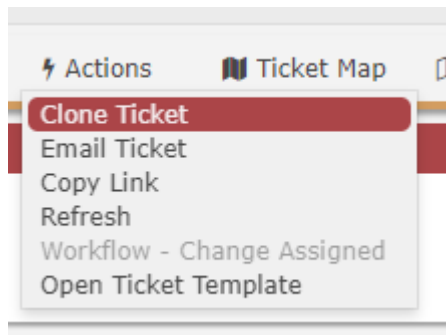 Actions Ticket Map
Clone Ticket
Email Ticket
Copy Link
Refresh
Workflow - Change Assigned
Open Ticket Template